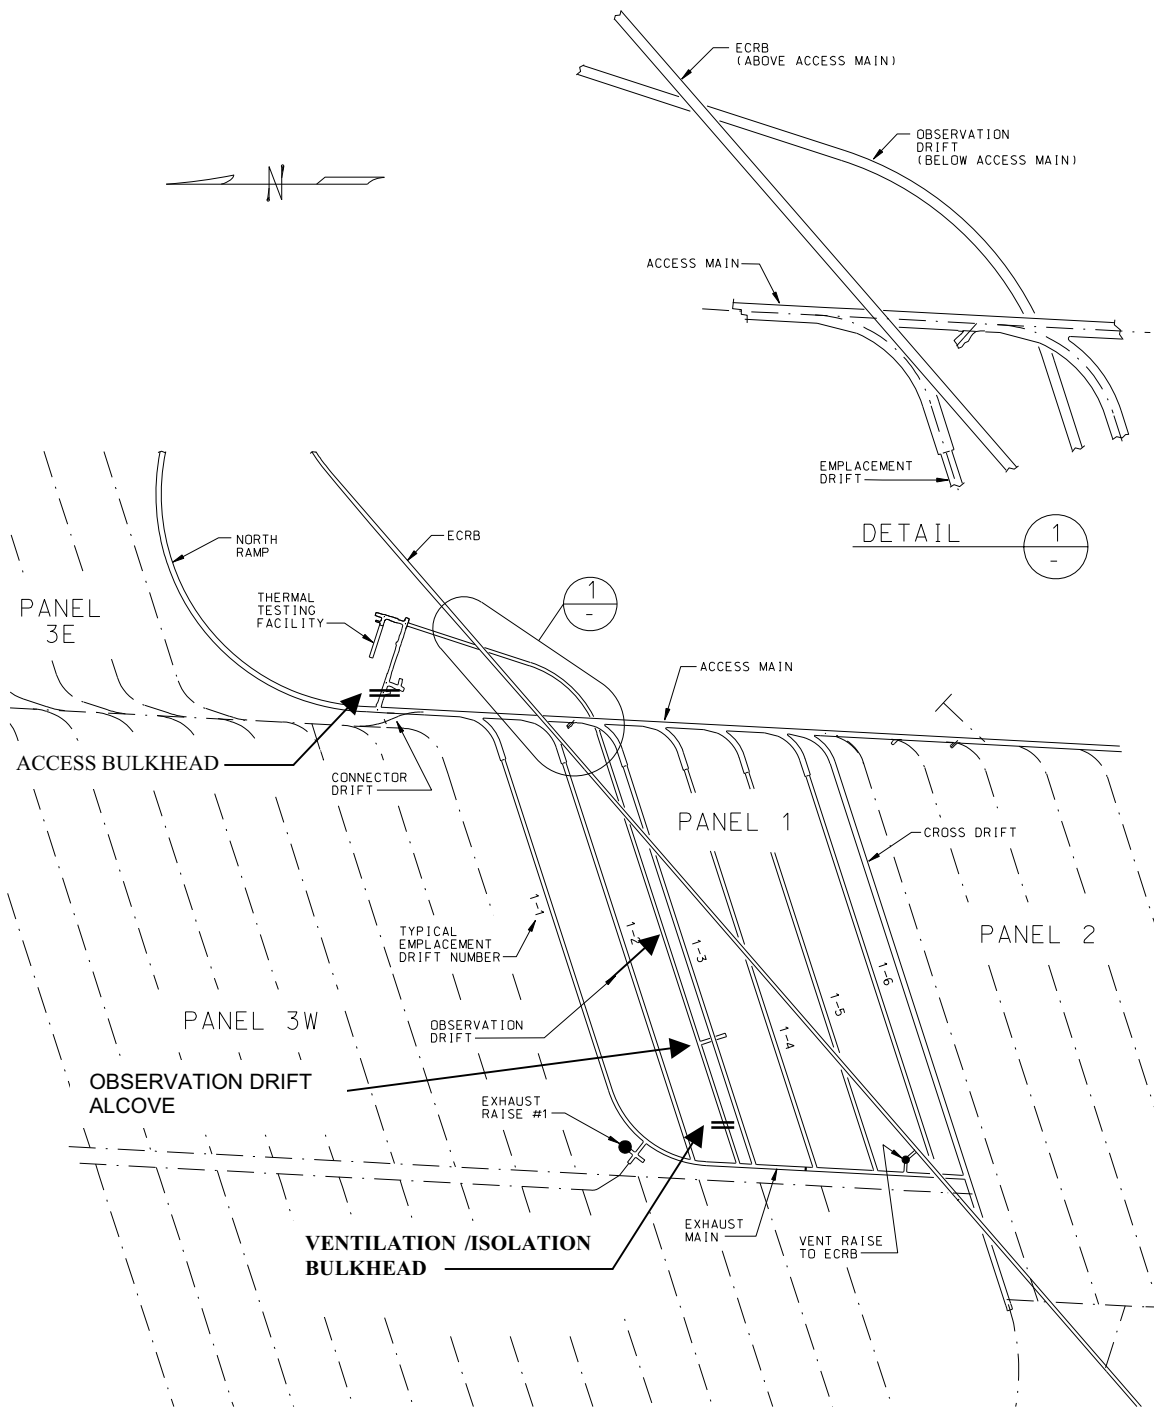 ECRB
(ABOVE ACCESS MAIN)
OBSERVATION
DRIFT
(BELOW ACCESS MAIN)
N
ACCESS MAIN
EMPLACEMENT
DRIFT
DETAIL
1
-
NORTH
RAMP
ECRB
PANEL
3E
THERMAL
TESTING
FACILITY
1
-
ACCESS MAIN
ACCESS BULKHEAD
CONNECTOR
DRIFT
PANEL 1
CROSS DRIFT
1-1
1-2
1-3
1-4
1-5
1-6
TYPICAL
EMPLACEMENT
DRIFT NUMBER
PANEL 2
PANEL 3W
OBSERVATION
DRIFT
OBSERVATION DRIFT
ALCOVE
EXHAUST
RAISE #1
VENTILATION /ISOLATION
BULKHEAD
EXHAUST
MAIN
VENT RAISE
TO ECRB